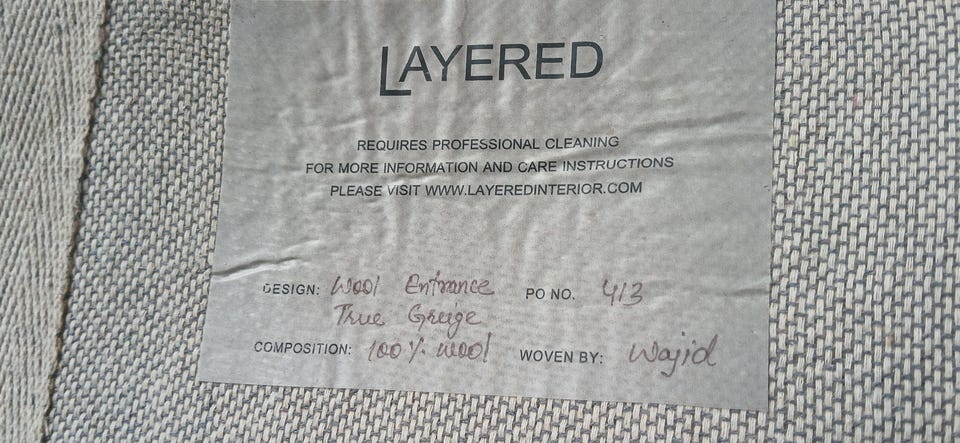 LAYERED
REQUIRES PROFESSIONAL CLEANING
FOR MORE INFORMATION AND CARE INSTRUCTIONS
PLEASE VISIT WWW.LAYEREDINTERIOR.COM
DESIGN: Wool Entrance PO NO. 413
True Greige
COMPOSITION: 100% wool WOVEN BY: Wajid